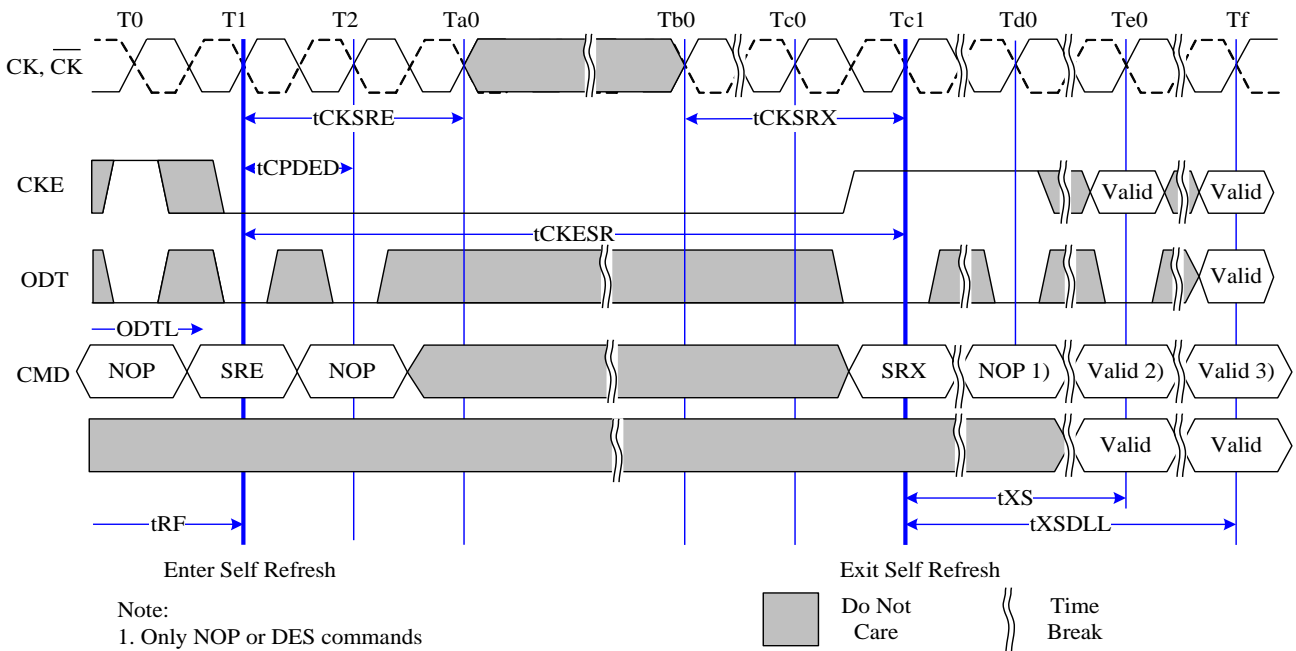 T0 T1 T2 Ta0 Tb0 Tc0 Tc1 Td0 Te0 Tf
CK, CK
tCKSRE tCKSRX
tCPDED
CKE Valid Valid
tCKESR
ODT Valid
ODTL
CMD NOP SRE NOP SRX NOP 1) Valid 2) Valid 3)
Valid Valid
tXS
tRF tXSDLL
Enter Self Refresh Exit Self Refresh
Note:
1. Only NOP or DES commands
Do Not
Care
Time
Break